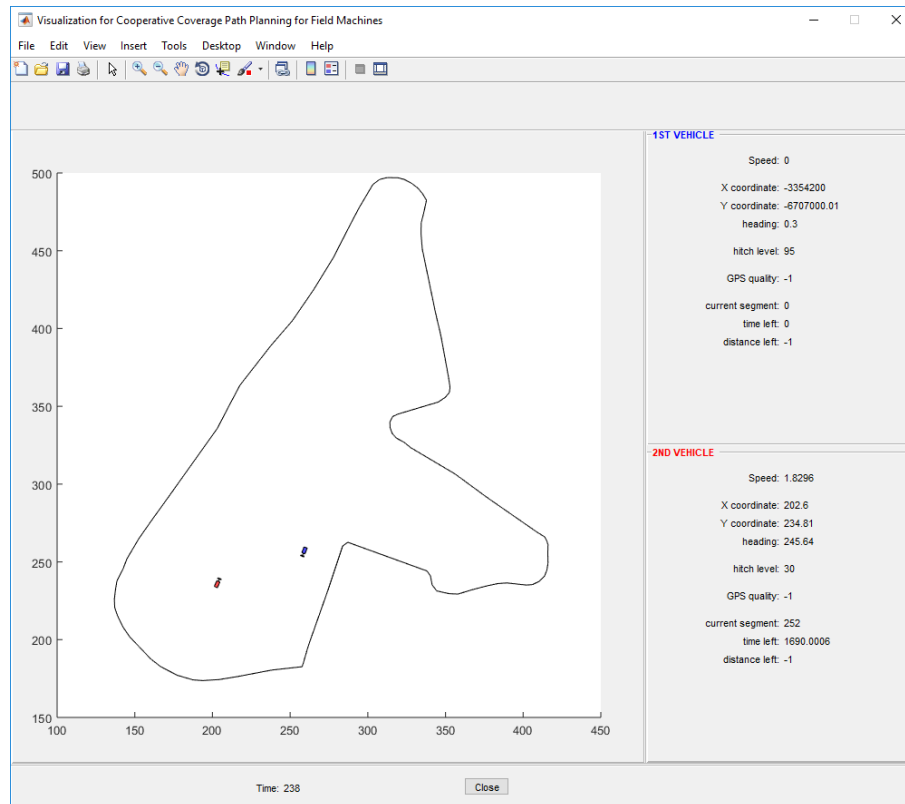 Visualization for Cooperative Coverage Path Planning for Field Machines
File Edit View Insert Tools Desktop Window Help
1ST VEHICLE
Speed: 0
X coordinate: -3354200
Y coordinate: -6707000.01
heading: 0.3
hitch level: 95
GPS quality: -1
current segment: 0
time left: 0
distance left: -1
2ND VEHICLE
Speed: 1.8296
X coordinate: 202.6
Y coordinate: 234.81
heading: 245.64
hitch level: 30
GPS quality: -1
current segment: 252
time left: 1690.0006
distance left: -1
500
450
400
350
300
250
200
150
100 150 200 250 300 350 400 450
Time: 238
Close